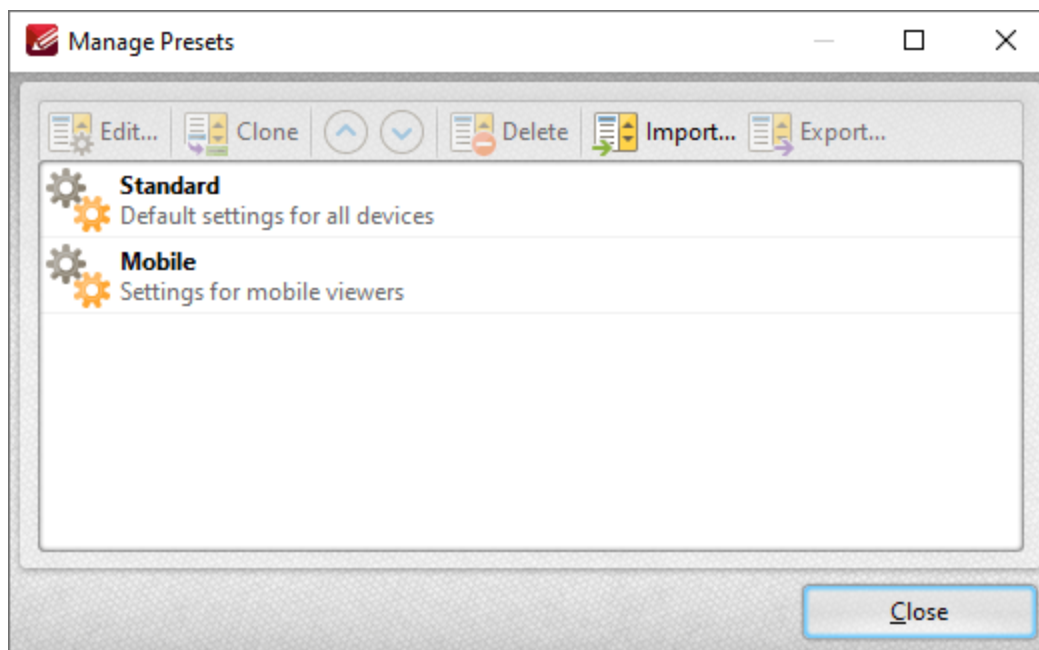 Manage Presets
Edit... Clone Delete Import... Export...
Standard
Default settings for all devices
Mobile
Settings for mobile viewers
Close